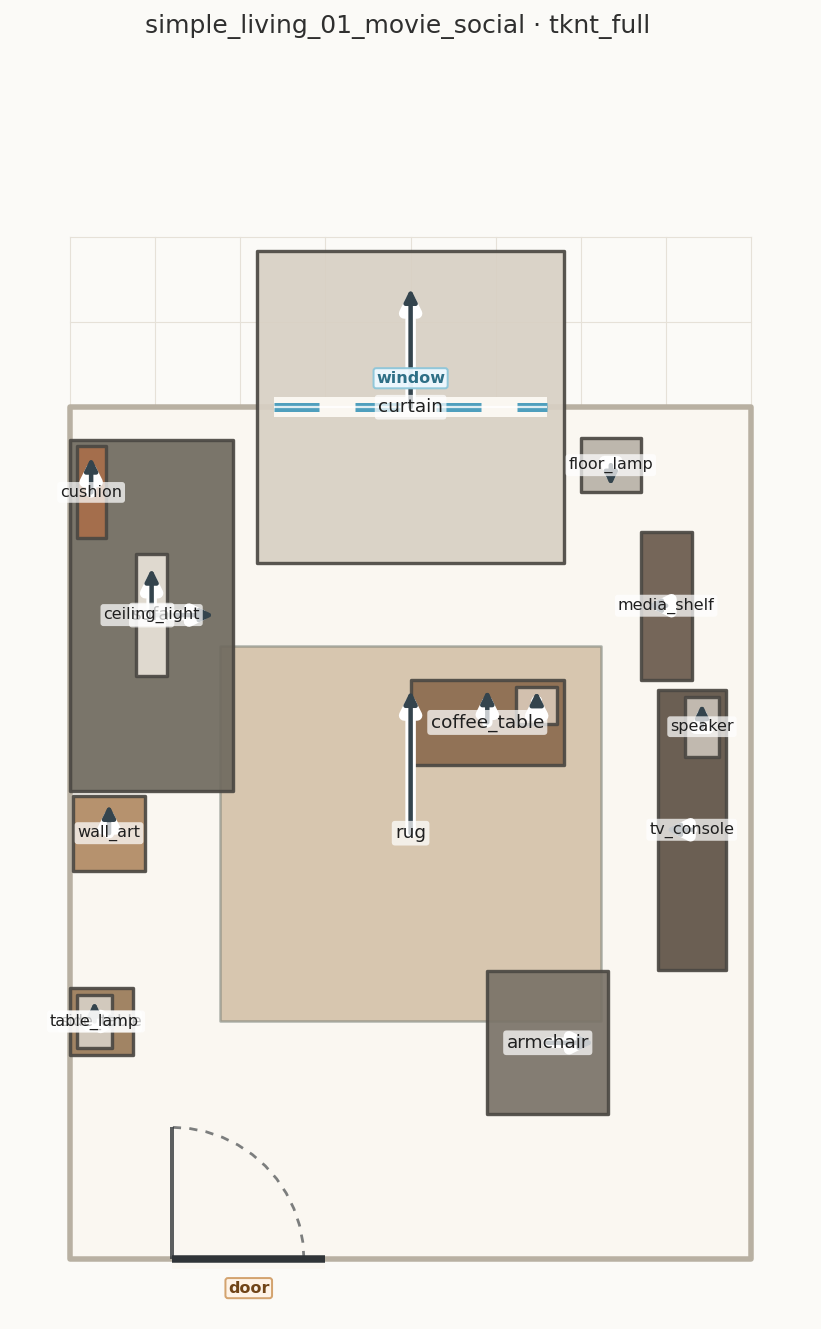 simple_living_01_movie_social · tknt_full
window
curtain
floor_lamp
cushion
media_shelf
ceiling_light
coffee_table
speaker
tv_console
wall_art
rug
table_lamp
armchair
door